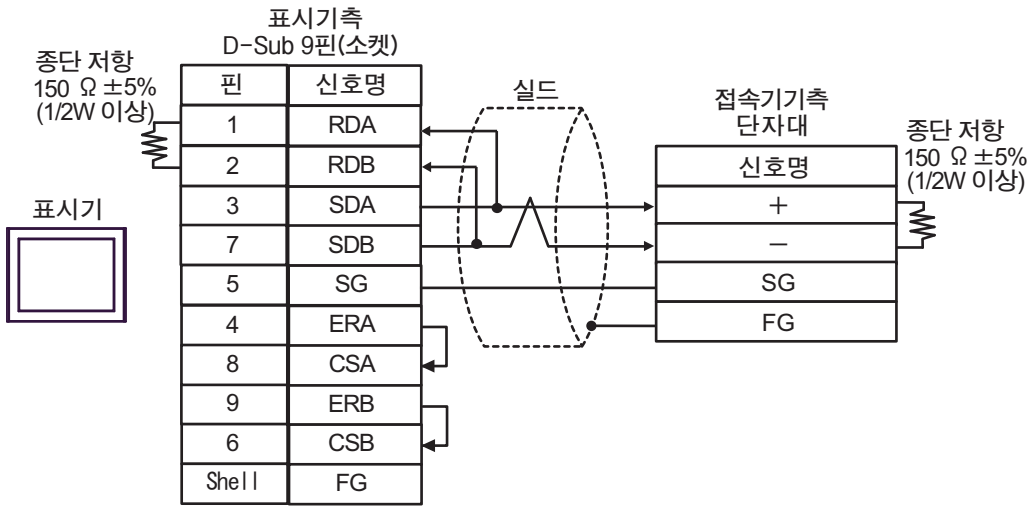 표시기측
D-Sub 9핀(소켓)
종단 저항
150 Ω ±5%
(1/2W 이상)
핀 신호명
1 RDA
2 RDB
3 SDA
7 SDB
5 SG
4 ERA
8 CSA
9 ERB
6 CSB
Shell FG
표시기
실드
접속기기측
단자대
신호명
+
−
SG
FG
종단 저항
150 Ω ±5%
(1/2W 이상)